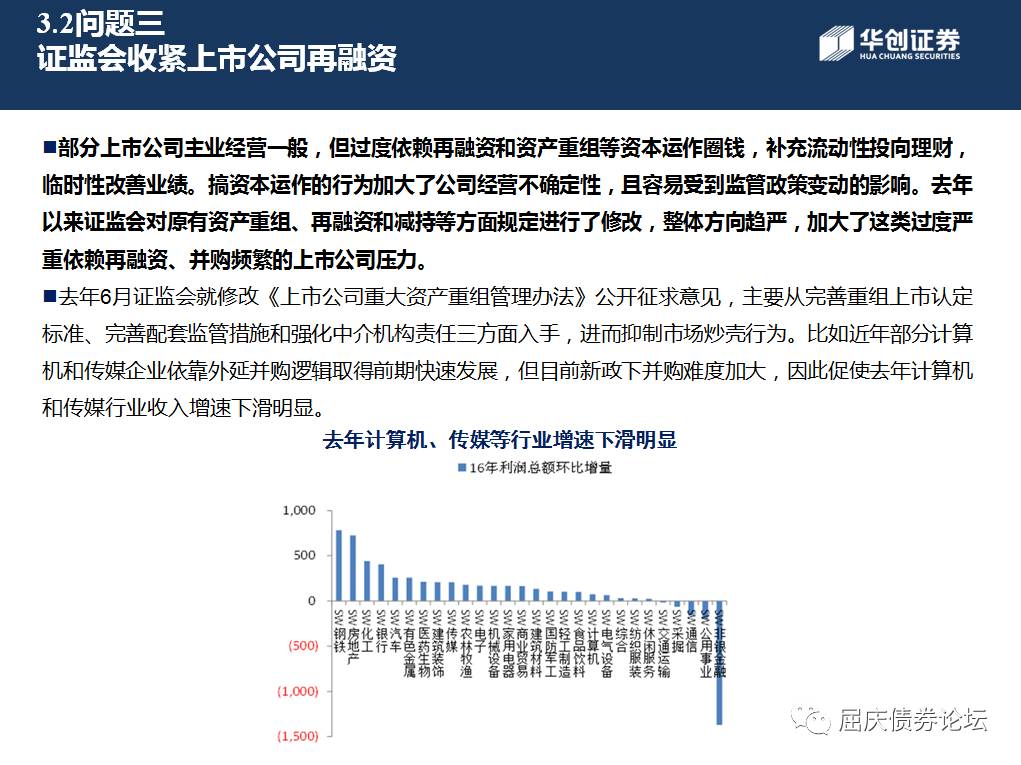 3.2问题三
证监会收紧上市公司再融资
华创证券
HUA CHUANG SECURITIES
■部分上市公司主业经营一般，但过度依赖再融资和资产重组等资本运作圈钱，补充流动性投向理财，
临时性改善业绩。搞资本运作的行为加大了公司经营不确定性，且容易受到监管政策变动的影响。去年
以来证监会对原有资产重组、再融资和减持等方面规定进行了修改，整体方向趋严，加大了这类过度严
重依赖再融资、并购频繁的上市公司压力。
■去年6月证监会就修改《上市公司重大资产重组管理办法》公开征求意见，主要从完善重组上市认定
标准、完善配套监管措施和强化中介机构责任三方面入手，进而抑制市场炒壳行为。比如近年部分计算
机和传媒企业依靠外延并购逻辑取得前期快速发展，但目前新政下并购难度加大，因此促使去年计算机
和传媒行业收入增速下滑明显。
去年计算机、传媒等行业增速下滑明显
16年利润总额环比增量
1,000
500
0
(500)
(1,000)
(1,500)
SW钢铁
SW房地产
SW化工
SW银行
SW汽车
SW有色金属
SW医药生物
SW建筑装饰
SW传媒
SW农林牧渔
SW电子
SW机械设备
SW家用电器
SW商业贸易
SW建筑材料
SW国防军工
SW轻工制造
SW食品饮料
SW计算机
SW电气设备
SW综合
SW纺织服装
SW休闲服务
SW交通运输
SW采掘
SW通信
SW公用事业
SW非银金融
屈庆债券论坛